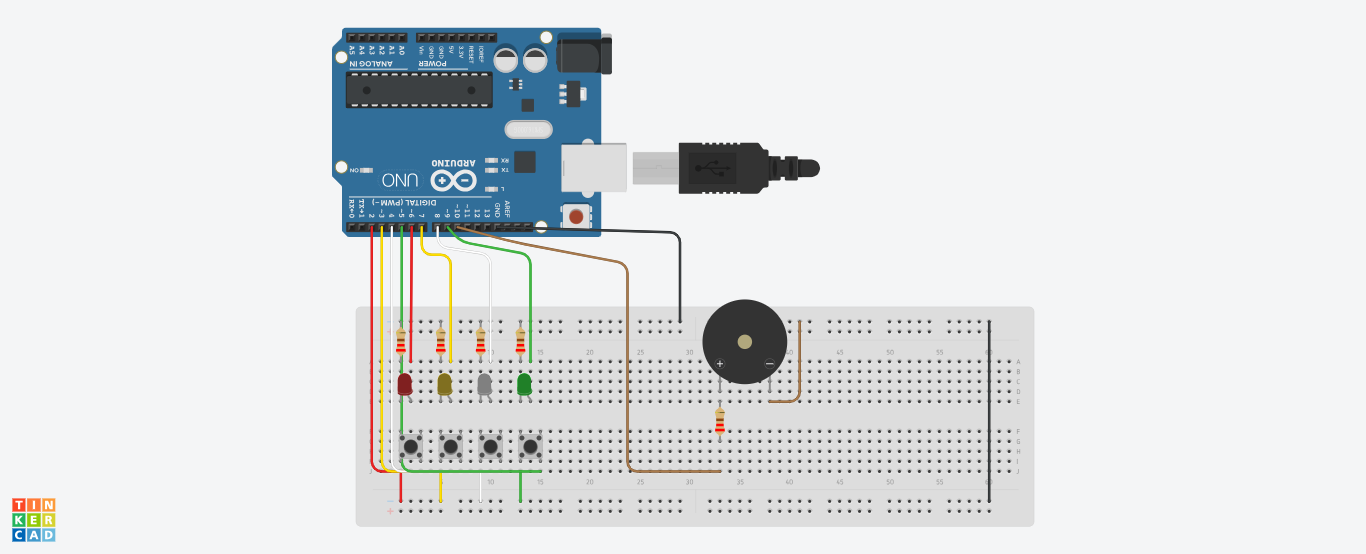 A5 A4 A3 A2 A1 A0 Vin GND GND 5V 3.3V RESET IOREF
ANALOG IN POWER
ON UNO ARDUINO RX TX L
DIGITAL (PWM~)
RX←0 TX→1 2 ~3 4 ~5 ~6 7 8 ~9 ~10 ~11 12 13 GND AREF
10 15 20 25 30 40 45 50 55 60
A
B
C
D
E
+ −
F
G
H
I
J
5 10 15 20 25 30 35 40 45 50 55 60
TIN
KER
CAD